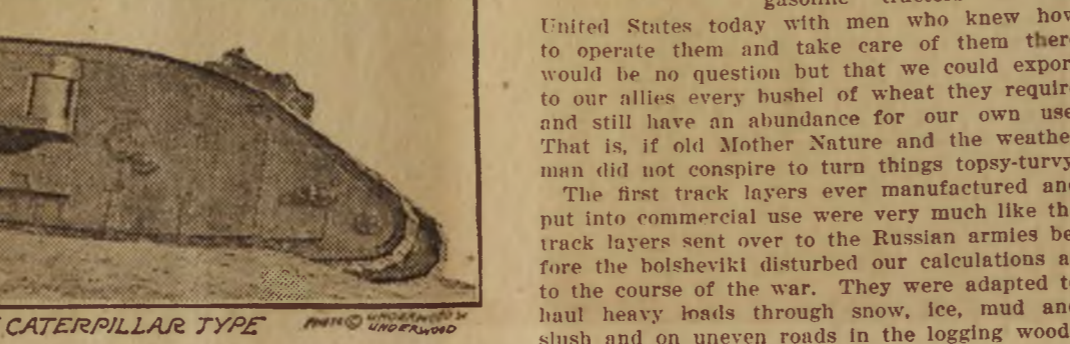 CATERPILLAR TYPE
PHOTO © UNDERWOOD &
UNDERWOOD
gasoline tractors
United States today with men who knew how
to operate them and take care of them ther
would be no question but that we could expor
to our allies every bushel of wheat they requir
and still have an abundance for our own use
That is, if old Mother Nature and the weathe
man did not conspire to turn things topsy-turvy
The first track layers ever manufactured an
put into commercial use were very much like th
track layers sent over to the Russian armies be
fore the bolsheviki disturbed our calculations a
to the course of the war. They were adapted t
haul heavy loads through snow, ice, mud an
slush and on uneven roads in the logging wood